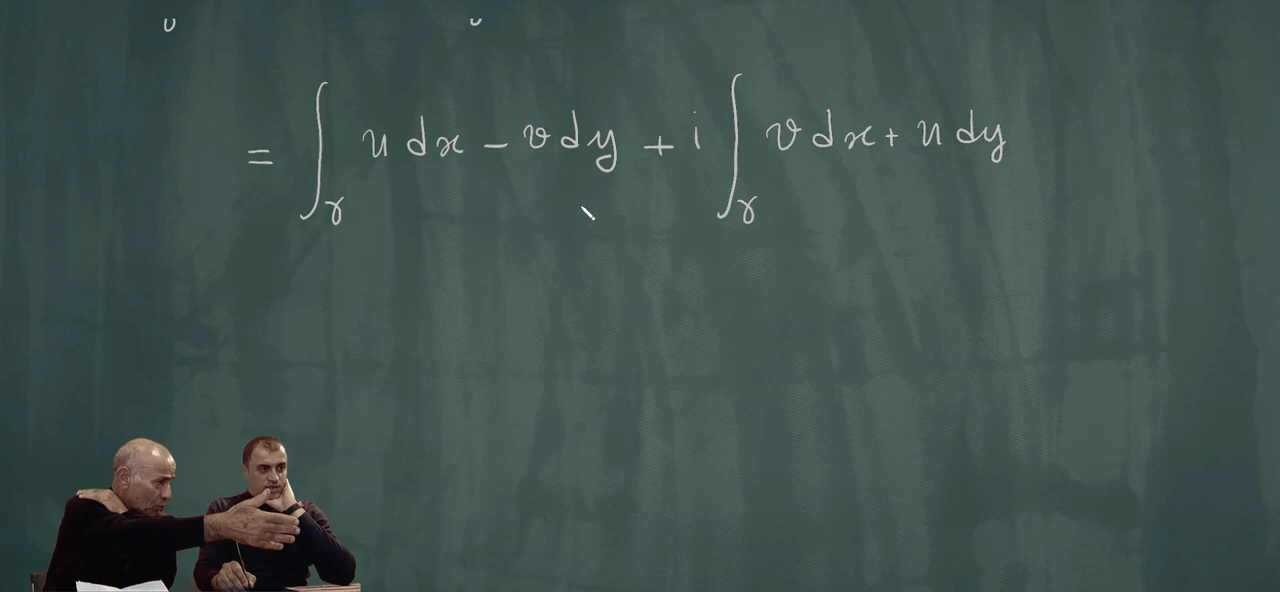 = ∫_γ u dx − v dy + i ∫_γ v dx + u dy